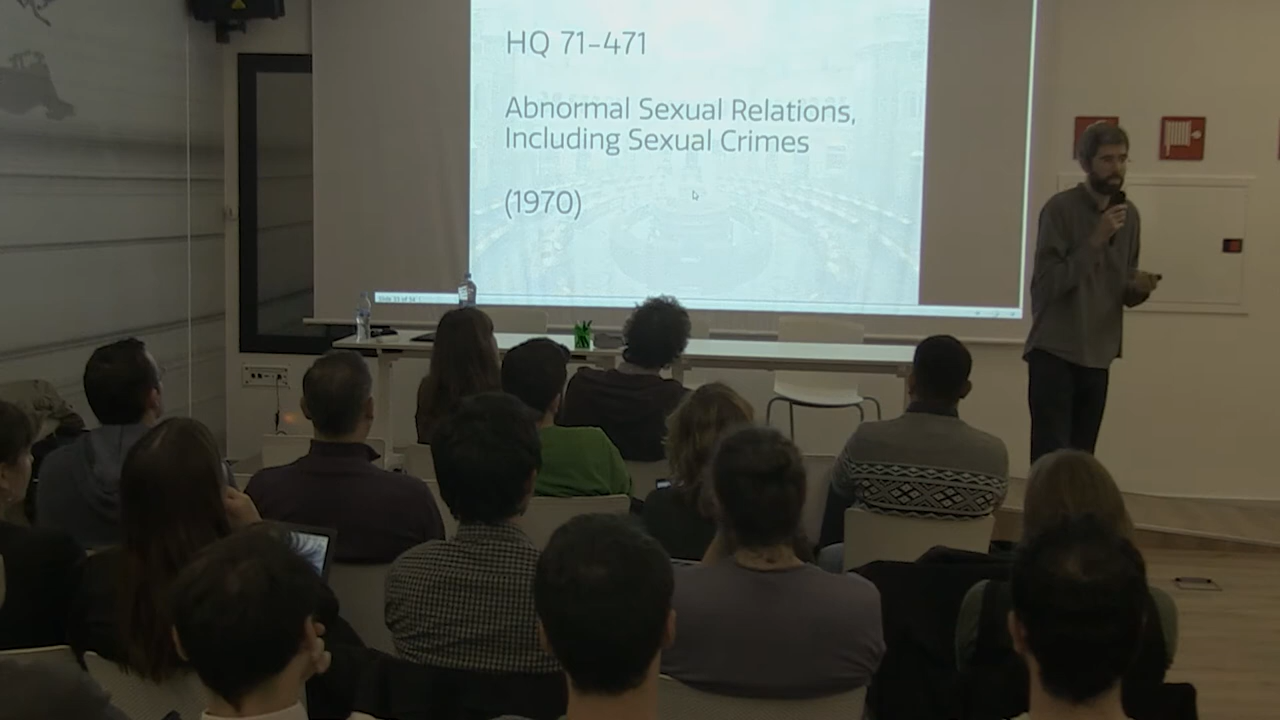 HQ 71-471
Abnormal Sexual Relations,
Including Sexual Crimes
(1970)